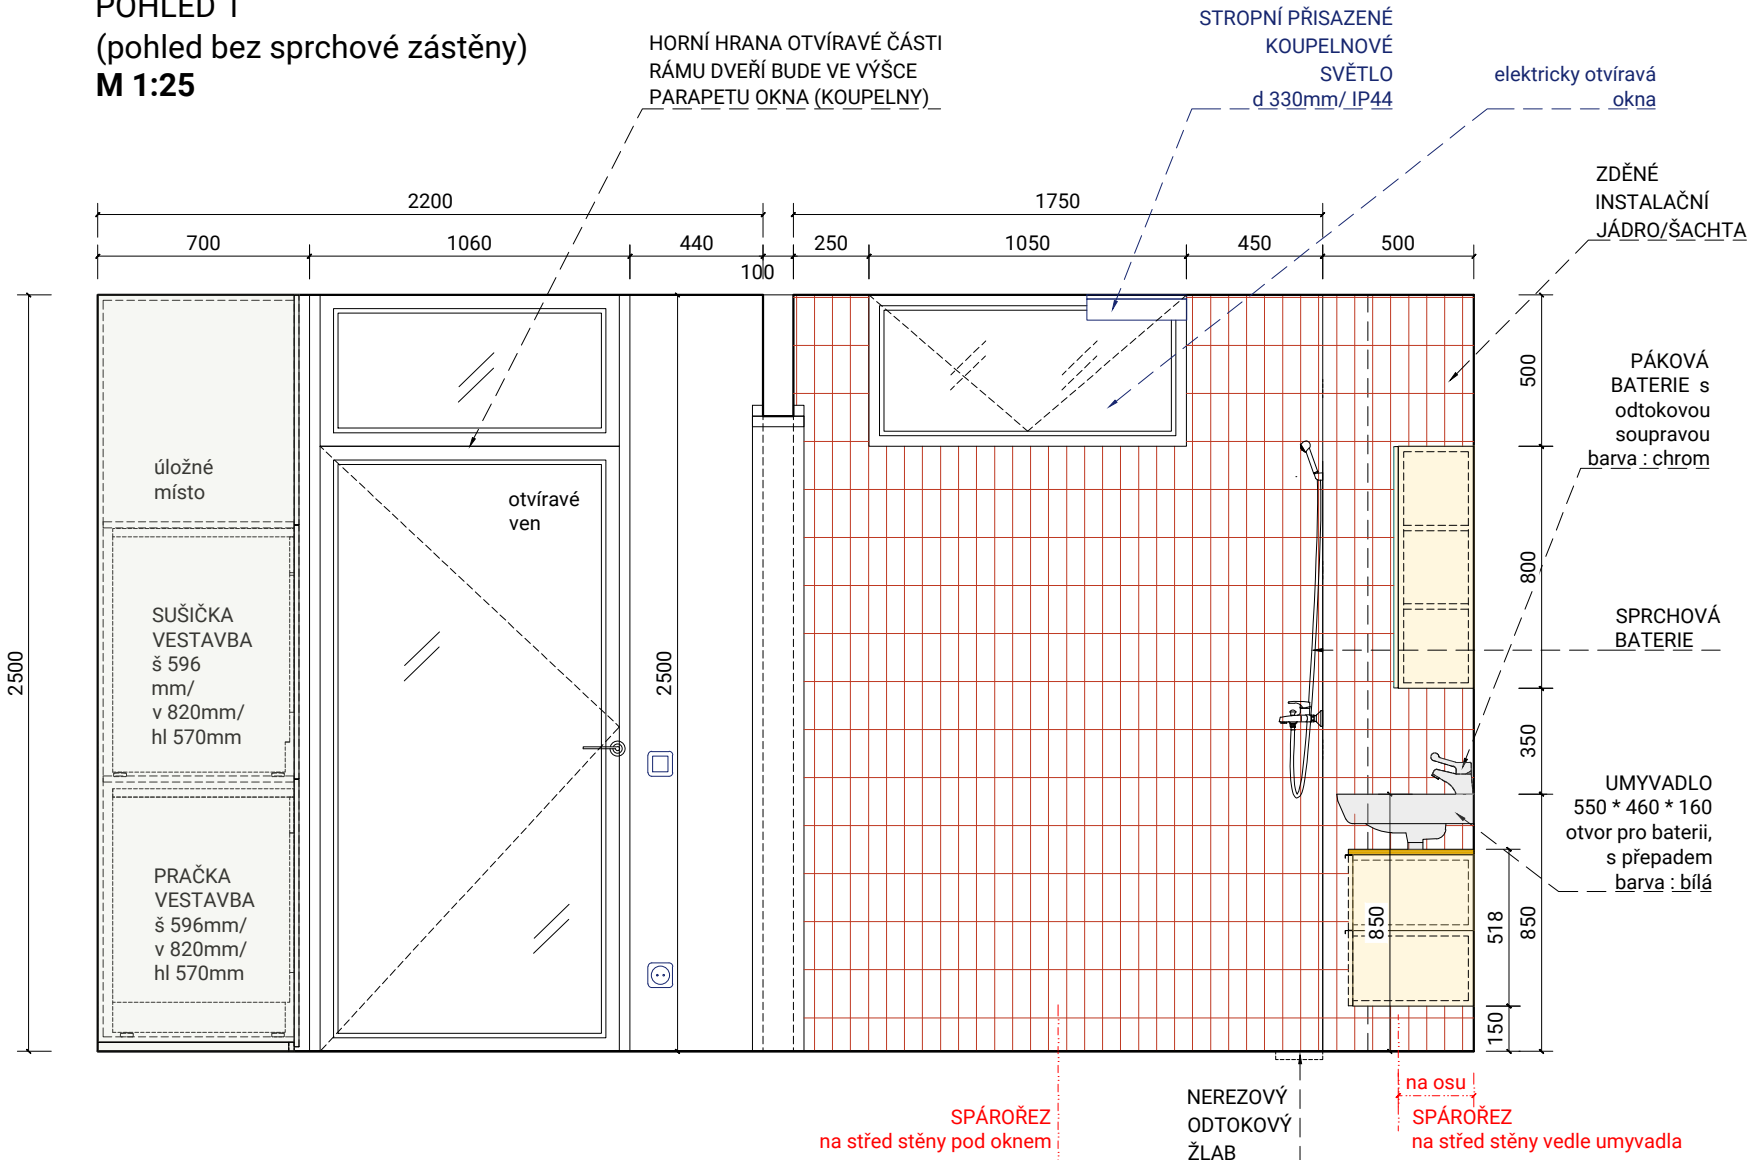 POHLED 1
(pohled bez sprchové zástěny)
M 1:25
HORNÍ HRANA OTVÍRAVÉ ČÁSTI
RÁMU DVEŘÍ BUDE VE VÝŠCE
PARAPETU OKNA (KOUPELNY)
STROPNÍ PŘISAZENÉ
KOUPELNOVÉ
SVĚTLO
d 330mm/ IP44
elektricky otvíravá
okna
ZDĚNÉ
INSTALAČNÍ
JÁDRO/ŠACHTA
2200
1750
700
1060
440
100
250
1050
450
500
2500
2500
úložné
místo
otvíravé
ven
SUŠIČKA
VESTAVBA
š 596
mm/
v 820mm/
hl 570mm
PRAČKA
VESTAVBA
š 596mm/
v 820mm/
hl 570mm
500
800
350
850
850
518
150
PÁKOVÁ
BATERIE s
odtokovou
soupravou
barva : chrom
SPRCHOVÁ
BATERIE
UMYVADLO
550 * 460 * 160
otvor pro baterii,
s přepadem
barva : bílá
SPÁROŘEZ
na střed stěny pod oknem
NEREZOVÝ
ODTOKOVÝ
ŽLAB
na osu
SPÁROŘEZ
na střed stěny vedle umyvadla